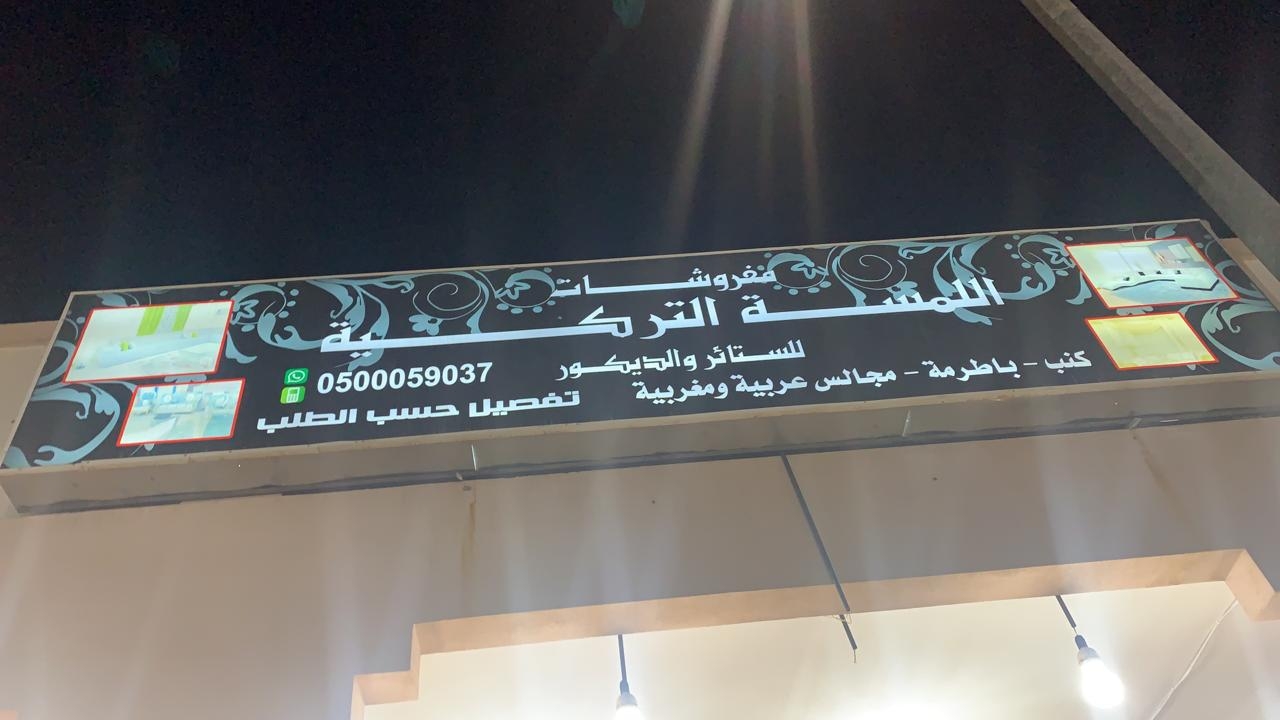 مفروشات
اللمسة التركية
للستائر والديكور
0500059037
كنب - باطرمة - مجالس عربية ومغربية
تفصيل حسب الطلب